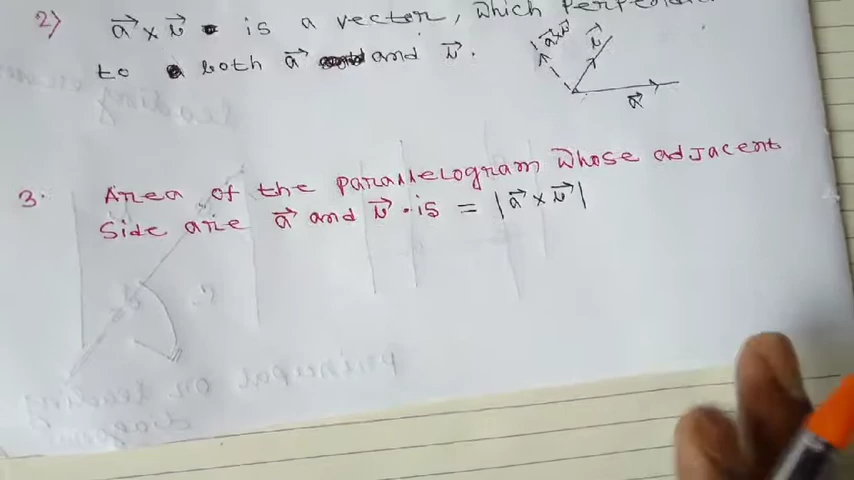 2) a⃗ × b⃗ is a vector, which
to both a⃗ and b⃗.
a⃗×b⃗ b⃗
a⃗
3. Area of the parallelogram whose adjacent
side are a⃗ and b⃗ . is = |a⃗ × b⃗|